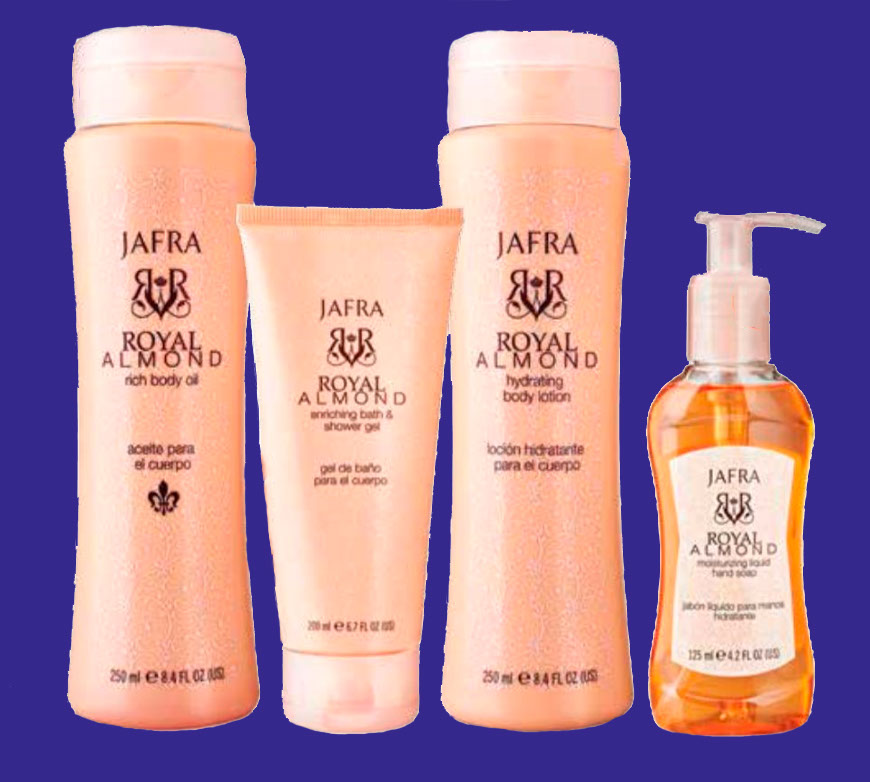 JAFRA
ROYAL
ALMOND
rich body oil
aceite para
el cuerpo
250 ml e 8.4 FL OZ (US)
JAFRA
ROYAL
ALMOND
enriching bath &
shower gel
gel de baño
para el cuerpo
200 ml e 6.7 FL OZ (US)
JAFRA
ROYAL
ALMOND
hydrating
body lotion
loción hidratante
para el cuerpo
250 ml e 8.4 FL OZ (US)
JAFRA
ROYAL
ALMOND
moisturizing liquid
hand soap
jabón líquido para manos
hidratante
125 ml e 4.2 FL OZ (US)